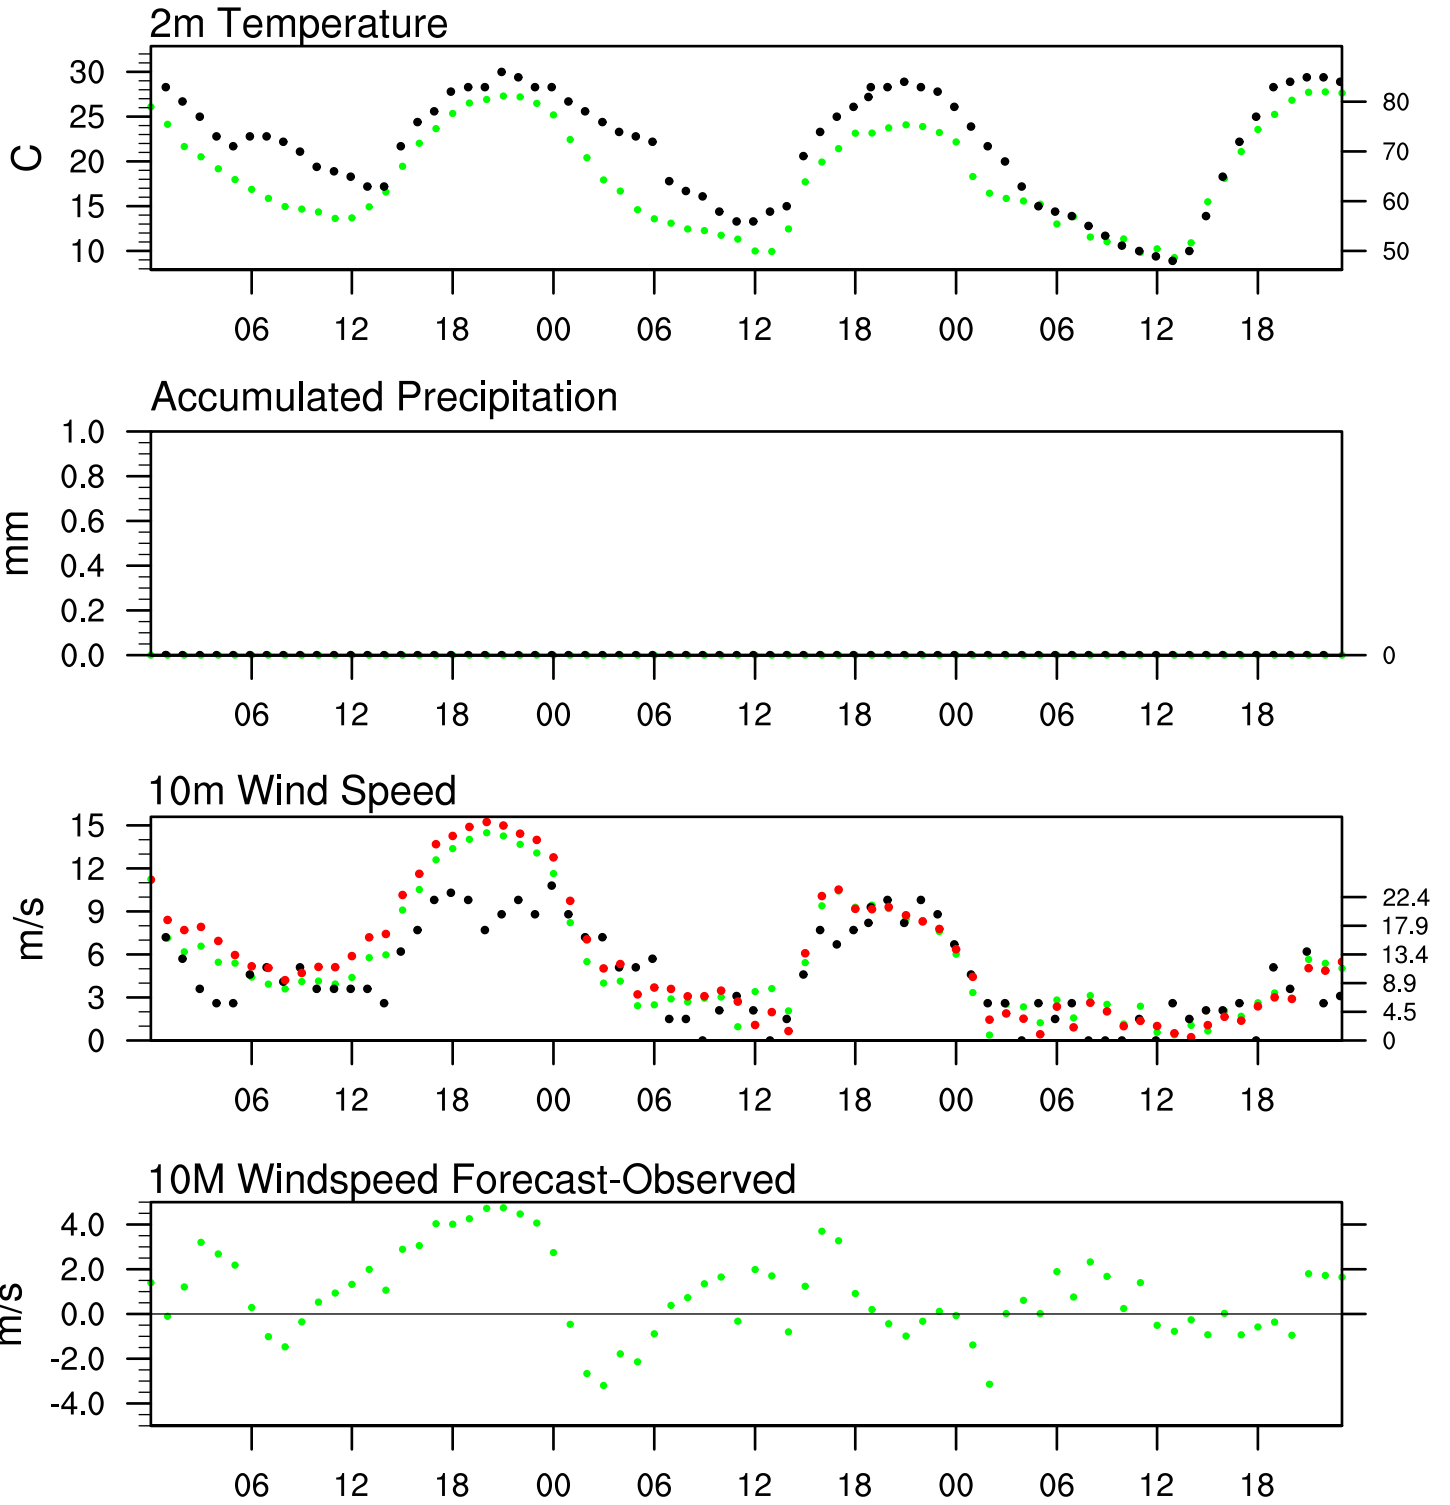 2m Temperature
30
25
20
15
10
C
80
70
60
50
06 12 18 00 06 12 18 00 06 12 18
Accumulated Precipitation
1.0
0.8
0.6
0.4
0.2
0.0
mm
0
06 12 18 00 06 12 18 00 06 12 18
10m Wind Speed
15
12
9
6
3
0
m/s
22.4
17.9
13.4
8.9
4.5
0
06 12 18 00 06 12 18 00 06 12 18
10M Windspeed Forecast-Observed
4.0
2.0
0.0
-2.0
-4.0
m/s
06 12 18 00 06 12 18 00 06 12 18